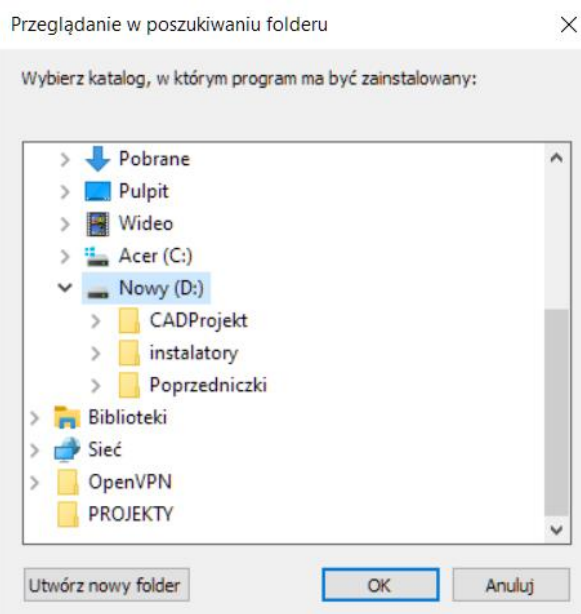 Przeglądanie w poszukiwaniu folderu
Wybierz katalog, w którym program ma być zainstalowany:
Pobrane
Pulpit
Wideo
Acer (C:)
Nowy (D:)
CADProjekt
instalatory
Poprzedniczki
Biblioteki
Sieć
OpenVPN
PROJEKTY
Utwórz nowy folder OK Anuluj